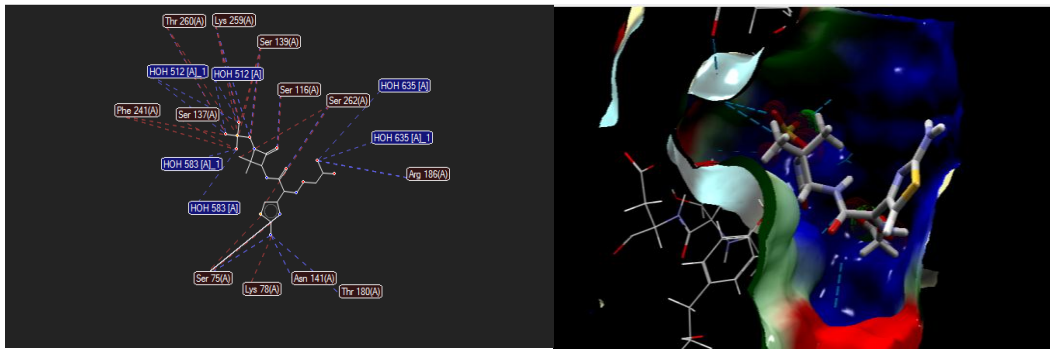 Thr 260(A)
Lys 259(A)
Ser 139(A)
HOH 512 [A]_1
HOH 512 [A]
Ser 116(A)
HOH 635 [A]
Ser 262(A)
Phe 241(A)
Ser 137(A)
HOH 635 [A]_1
HOH 583 [A]_1
Arg 186(A)
HOH 583 [A]
Ser 75(A)
Lys 78(A)
Asn 141(A)
Thr 180(A)